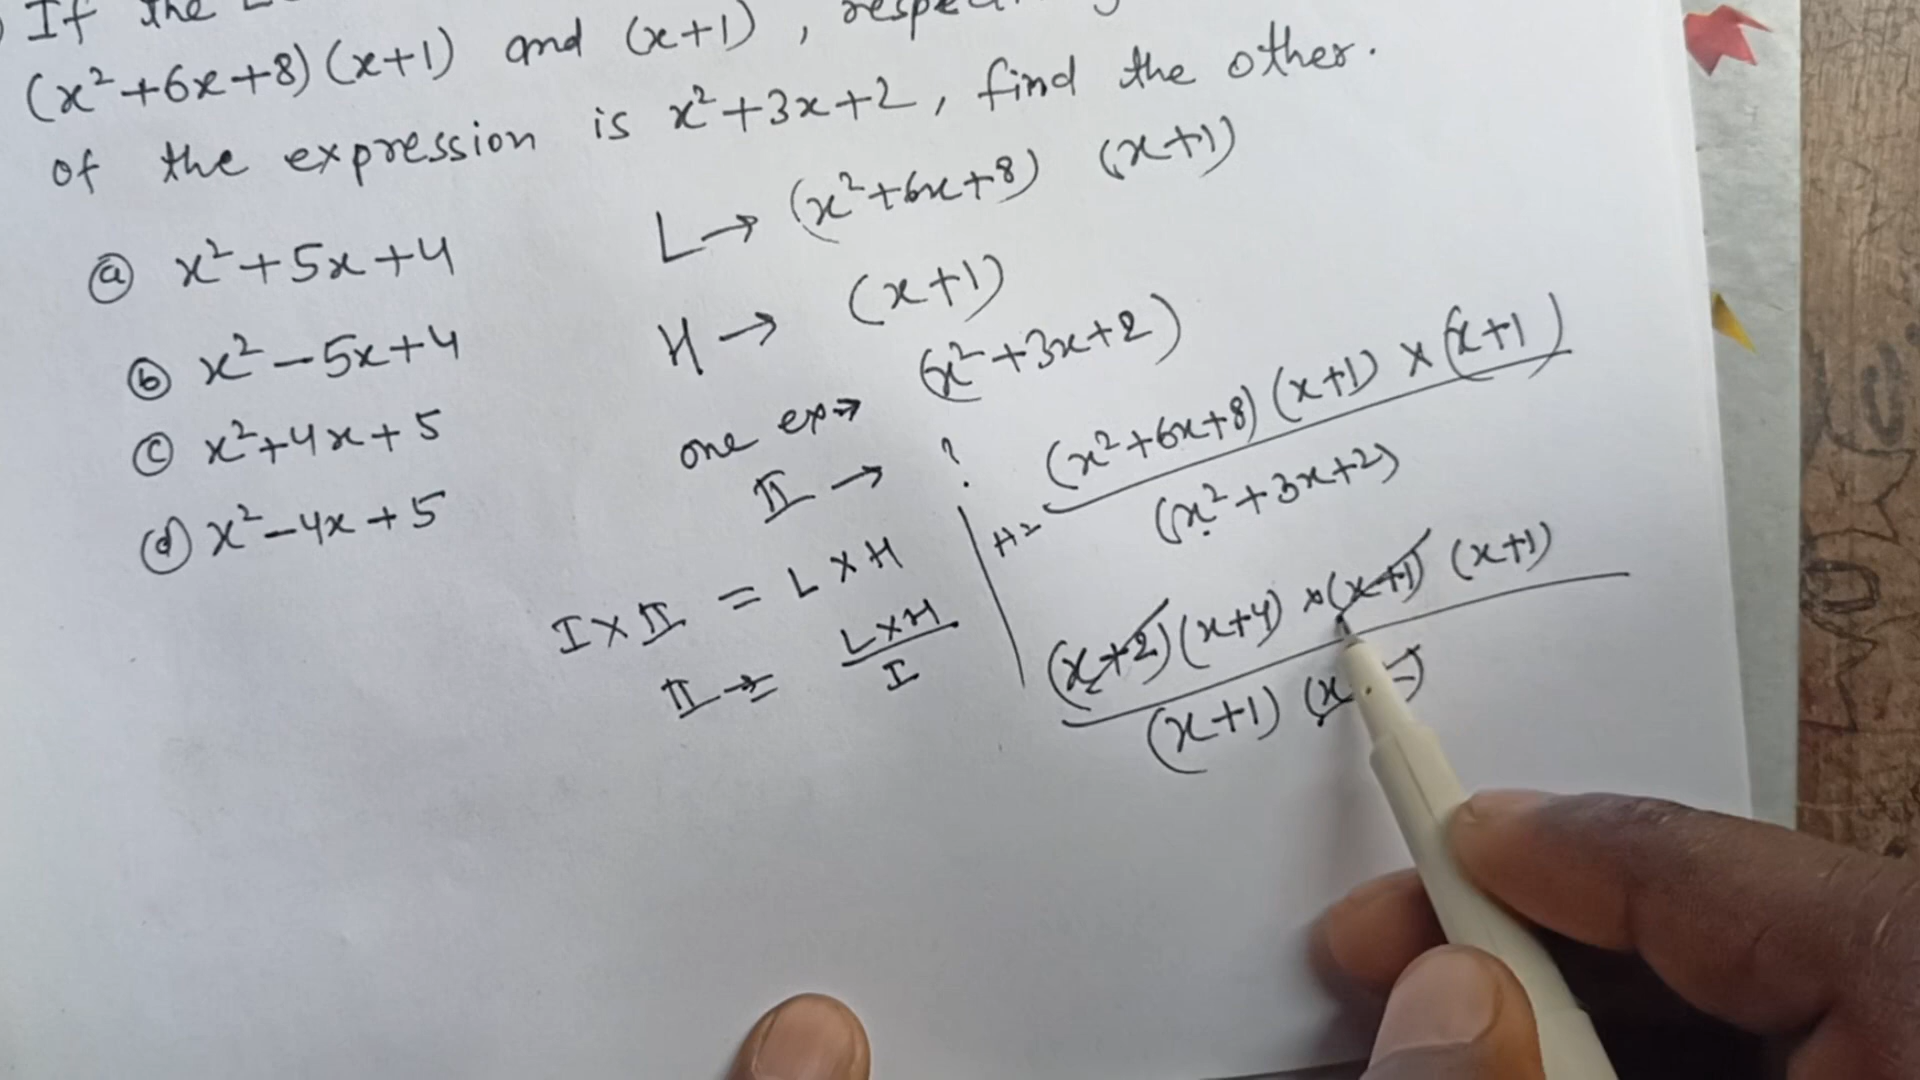 If the
(x²+6x+8)(x+1) and (x+1),
of the expression is x²+3x+2, find the other.
ⓐ x²+5x+4
ⓑ x²-5x+4
ⓒ x²+4x+5
ⓓ x²-4x+5
L→ (x²+6x+8) (x+1)
H→ (x+1)
one exp→ (x²+3x+2)
II → ?
I×II = L×H
II → = L×H / I
H= (x²+6x+8)(x+1)×(x+1) / (x²+3x+2)
(x+2)(x+4)×(x+1)(x+1) / (x+1)(x